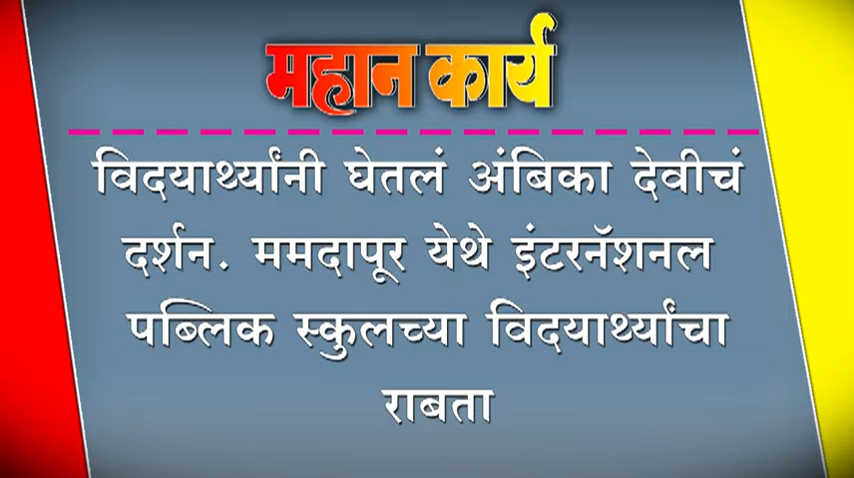 महान कार्य
विदयार्थ्यांनी घेतलं अंबिका देवीचं
दर्शन. ममदापूर येथे इंटरनॅशनल
पब्लिक स्कुलच्या विदयार्थ्यांचा
राबता